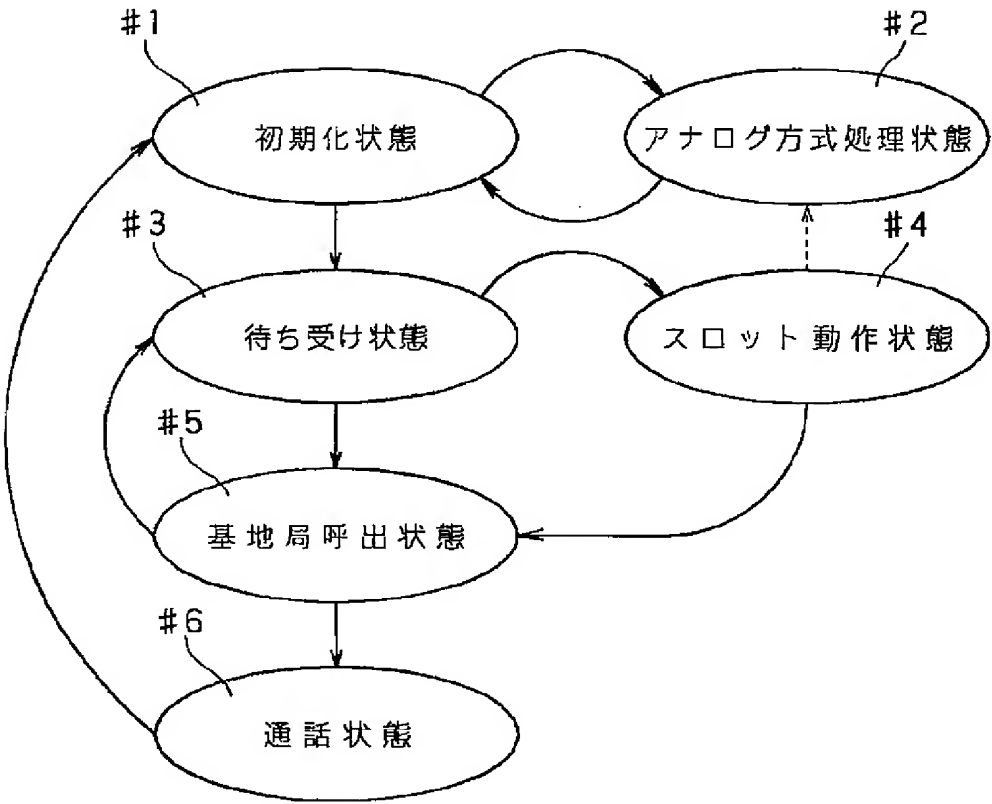 #1
初期化状態
#2
アナログ方式処理状態
#3
待ち受け状態
#4
スロット動作状態
#5
基地局呼出状態
#6
通話状態